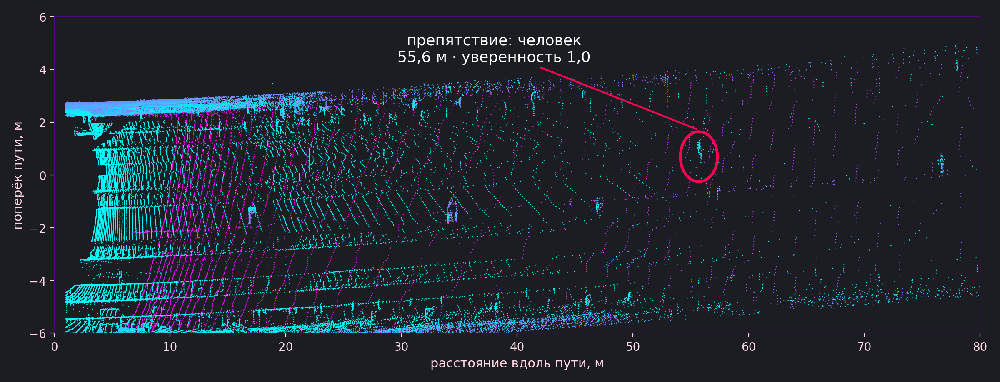 препятствие: человек
55,6 м · уверенность 1,0
поперёк пути, м
6
4
2
0
−2
−4
−6
0 10 20 30 40 50 60 70 80
расстояние вдоль пути, м